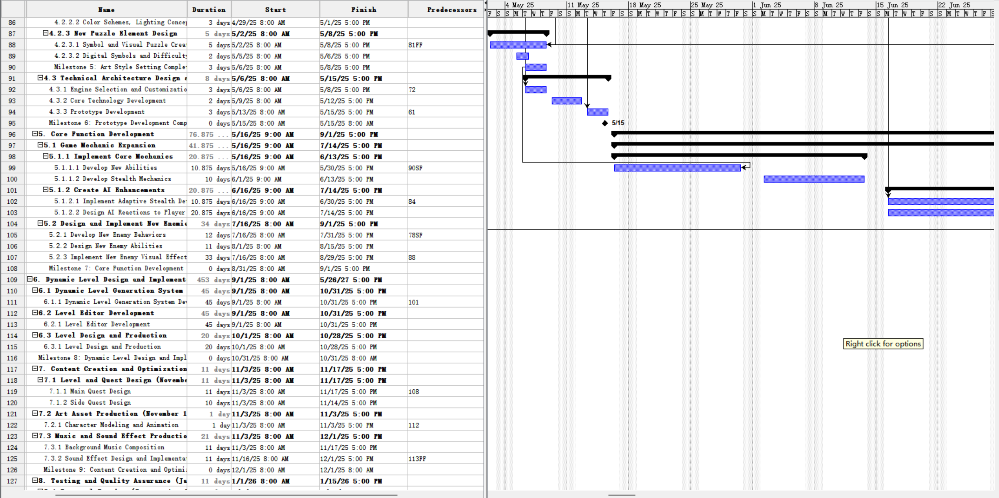 Name Duration Start Finish Predecessors
4 May 25 11 May 25 18 May 25 25 May 25 1 Jun 25 8 Jun 25 15 Jun 25 22 Jun 25
F S S M T W T F S S M T W T F S S M T W T F S S M T W T F S S M T W T F S S M T W T F S S M T W T F S S M T W T F S
86 4.2.2.2 Color Schemes, Lighting Concep 3 days 4/29/25 8:00 AM 5/1/25 5:00 PM
87 4.2.3 New Puzzle Element Design 5 days 5/2/25 8:00 AM 5/8/25 5:00 PM
88 4.2.3.1 Symbol and Visual Puzzle Crea 5 days 5/2/25 8:00 AM 5/8/25 5:00 PM 81FF
89 4.2.3.2 Digital Symbols and Difficulty 2 days 5/5/25 8:00 AM 5/6/25 5:00 PM
90 Milestone 5: Art Style Setting Comple 3 days 5/6/25 8:00 AM 5/8/25 5:00 PM
91 4.3 Technical Architecture Design a 8 days 5/6/25 8:00 AM 5/15/25 5:00 PM
92 4.3.1 Engine Selection and Customizatio 3 days 5/6/25 8:00 AM 5/8/25 5:00 PM 72
93 4.3.2 Core Technology Development 2 days 5/9/25 8:00 AM 5/12/25 5:00 PM
94 4.3.3 Prototype Development 3 days 5/13/25 8:00 AM 5/15/25 5:00 PM 61
95 Milestone 6: Prototype Development Comp 0 days 5/15/25 8:00 AM 5/15/25 8:00 AM 5/15
96 5. Core Function Development 76.875 ... 5/16/25 9:00 AM 9/1/25 5:00 PM
97 5.1 Game Mechanic Expansion 41.875 ... 5/16/25 9:00 AM 7/14/25 5:00 PM
98 5.1.1 Implement Core Mechanics 20.875 ... 5/16/25 9:00 AM 6/13/25 5:00 PM
99 5.1.1.1 Develop New Abilities 10.875 days 5/16/25 9:00 AM 5/30/25 5:00 PM 90SF
100 5.1.1.2 Develop Stealth Mechanics 10 days 6/1/25 9:00 AM 6/13/25 5:00 PM
101 5.1.2 Create AI Enhancements 20.875 ... 6/16/25 9:00 AM 7/14/25 5:00 PM
102 5.1.2.1 Implement Adaptive Stealth De 10.875 days 6/16/25 9:00 AM 6/30/25 5:00 PM 84
103 5.1.2.2 Design AI Reactions to Player 20.875 days 6/16/25 9:00 AM 7/14/25 5:00 PM
104 5.2 Design and Implement New Enemie 34 days 7/16/25 8:00 AM 9/1/25 5:00 PM
105 5.2.1 Develop New Enemy Behaviors 12 days 7/16/25 8:00 AM 7/31/25 5:00 PM 78SF
106 5.2.2 Design New Enemy Abilities 11 days 8/1/25 8:00 AM 8/15/25 5:00 PM
107 5.2.3 Implement New Enemy Visual Effect 33 days 7/16/25 8:00 AM 8/29/25 5:00 PM 88
108 Milestone 7: Core Function Development 0 days 8/31/25 8:00 AM 9/1/25 5:00 PM
109 6. Dynamic Level Design and Implement 453 days 9/1/25 8:00 AM 5/26/27 5:00 PM
110 6.1 Dynamic Level Generation System 45 days 9/1/25 8:00 AM 10/31/25 5:00 PM
111 6.1.1 Dynamic Level Generation System Dev 45 days 9/1/25 8:00 AM 10/31/25 5:00 PM 101
112 6.2 Level Editor Development 45 days 9/1/25 8:00 AM 10/31/25 5:00 PM
113 6.2.1 Level Editor Development 45 days 9/1/25 8:00 AM 10/31/25 5:00 PM
114 6.3 Level Design and Production 20 days 10/1/25 8:00 AM 10/28/25 5:00 PM
115 6.3.1 Level Design and Production 20 days 10/1/25 8:00 AM 10/28/25 5:00 PM
Right click for options
116 Milestone 8: Dynamic Level Design and Impl 0 days 10/31/25 8:00 AM 10/31/25 8:00 AM
117 7. Content Creation and Optimization 11 days 11/3/25 8:00 AM 11/17/25 5:00 PM
118 7.1 Level and Quest Design (Novembe 11 days 11/3/25 8:00 AM 11/17/25 5:00 PM
119 7.1.1 Main Quest Design 11 days 11/3/25 8:00 AM 11/17/25 5:00 PM 108
120 7.1.2 Side Quest Design 10 days 11/3/25 8:00 AM 11/14/25 5:00 PM
121 7.2 Art Asset Production (November 1 1 day 11/3/25 8:00 AM 11/3/25 5:00 PM
122 7.2.1 Character Modeling and Animation 1 day 11/3/25 8:00 AM 11/3/25 5:00 PM 112
123 7.3 Music and Sound Effect Productio 21 days 11/3/25 8:00 AM 12/1/25 5:00 PM
124 7.3.1 Background Music Composition 11 days 11/3/25 8:00 AM 11/17/25 5:00 PM
125 7.3.2 Sound Effect Design and Implementa 11 days 11/16/25 8:00 AM 12/1/25 5:00 PM 113FF
126 Milestone 9: Content Creation and Optimi 0 days 12/1/25 8:00 AM 12/1/25 8:00 AM
127 8. Testing and Quality Assurance (Ja 11 days 1/1/26 8:00 AM 1/15/26 5:00 PM